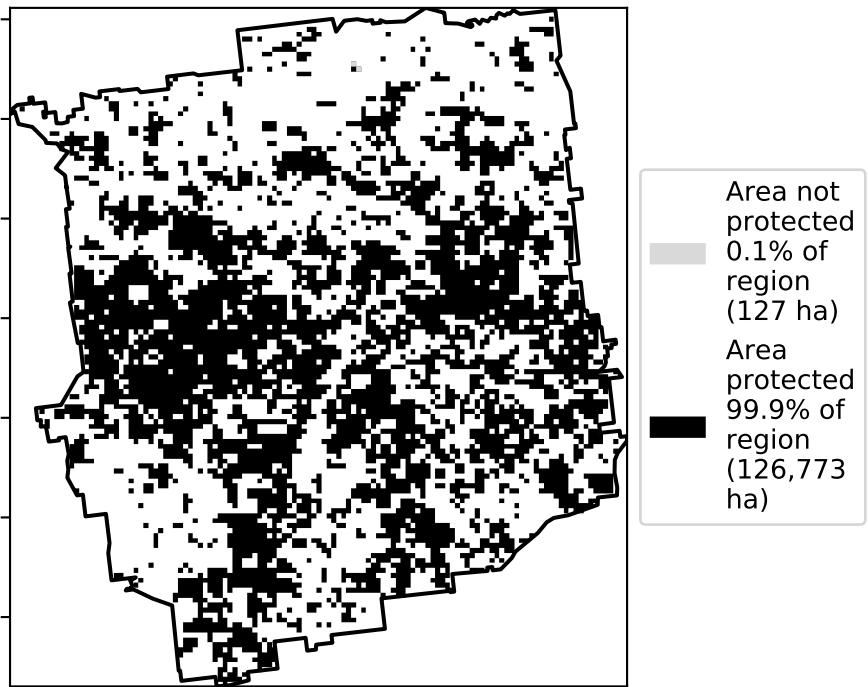 Area not
protected
0.1% of
region
(127 ha)
Area
protected
99.9% of
region
(126,773
ha)